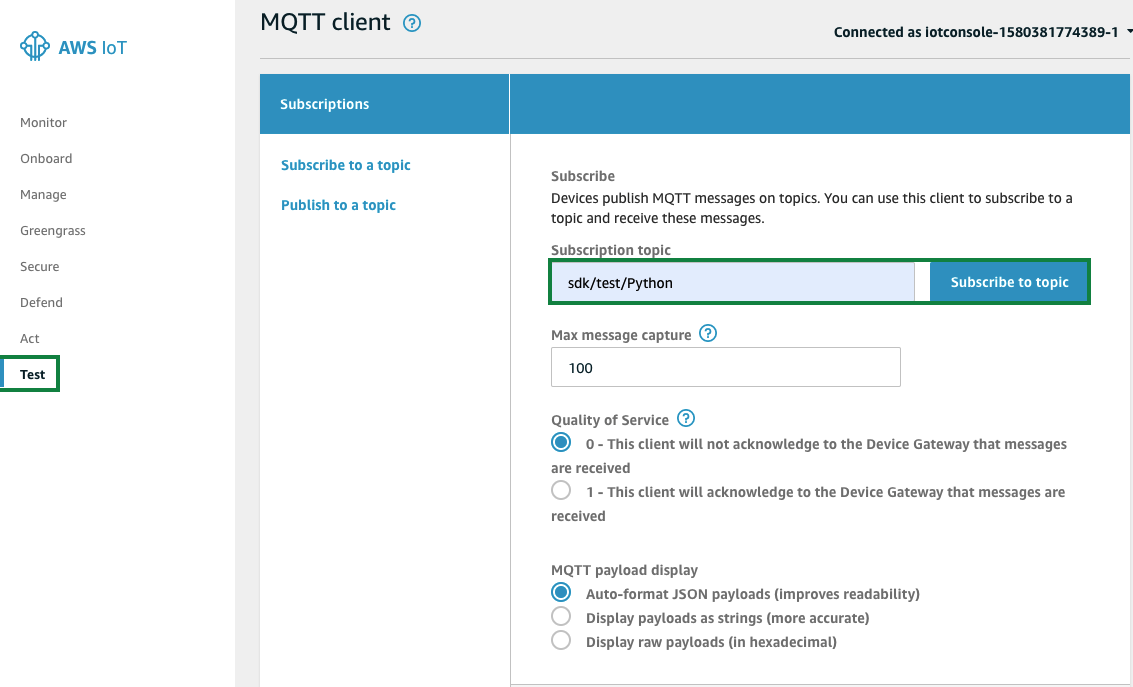 MQTT client ?
Connected as iotconsole-1580381774389-1
AWS IoT
Monitor
Onboard
Manage
Greengrass
Secure
Defend
Act
Test
Subscriptions
Subscribe to a topic
Publish to a topic
Subscribe
Devices publish MQTT messages on topics. You can use this client to subscribe to a
topic and receive these messages.
Subscription topic
sdk/test/Python
Subscribe to topic
Max message capture ?
100
Quality of Service ?
0 - This client will not acknowledge to the Device Gateway that messages
are received
1 - This client will acknowledge to the Device Gateway that messages are
received
MQTT payload display
Auto-format JSON payloads (improves readability)
Display payloads as strings (more accurate)
Display raw payloads (in hexadecimal)